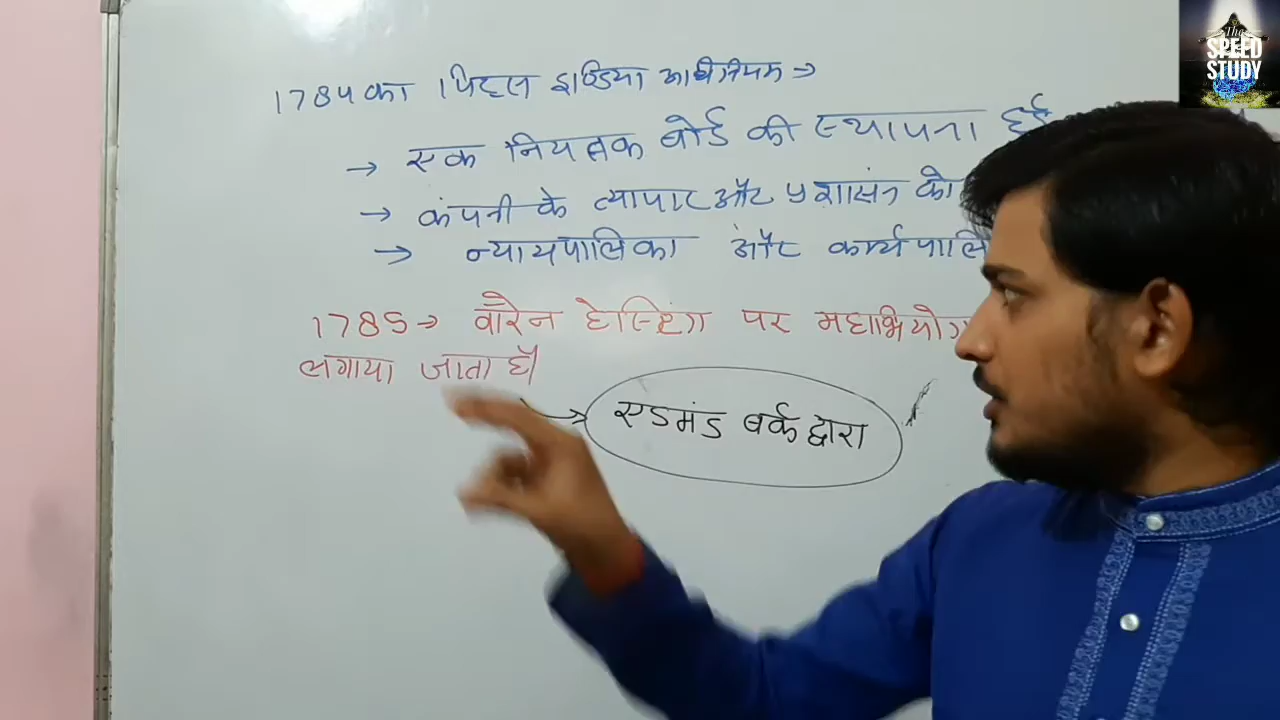 1784 का पिट्स इण्डिया अधिनियम →
→ एक नियंत्रक बोर्ड की स्थापना हुई
→ कंपनी के व्यापार और प्रशासन को
→ न्यायपालिका और कार्यपालि
1785 → वारेन हेस्टिंग पर महाभियोग
लगाया जाता है।
→ एडमंड बर्क द्वारा
The
SPEED
STUDY